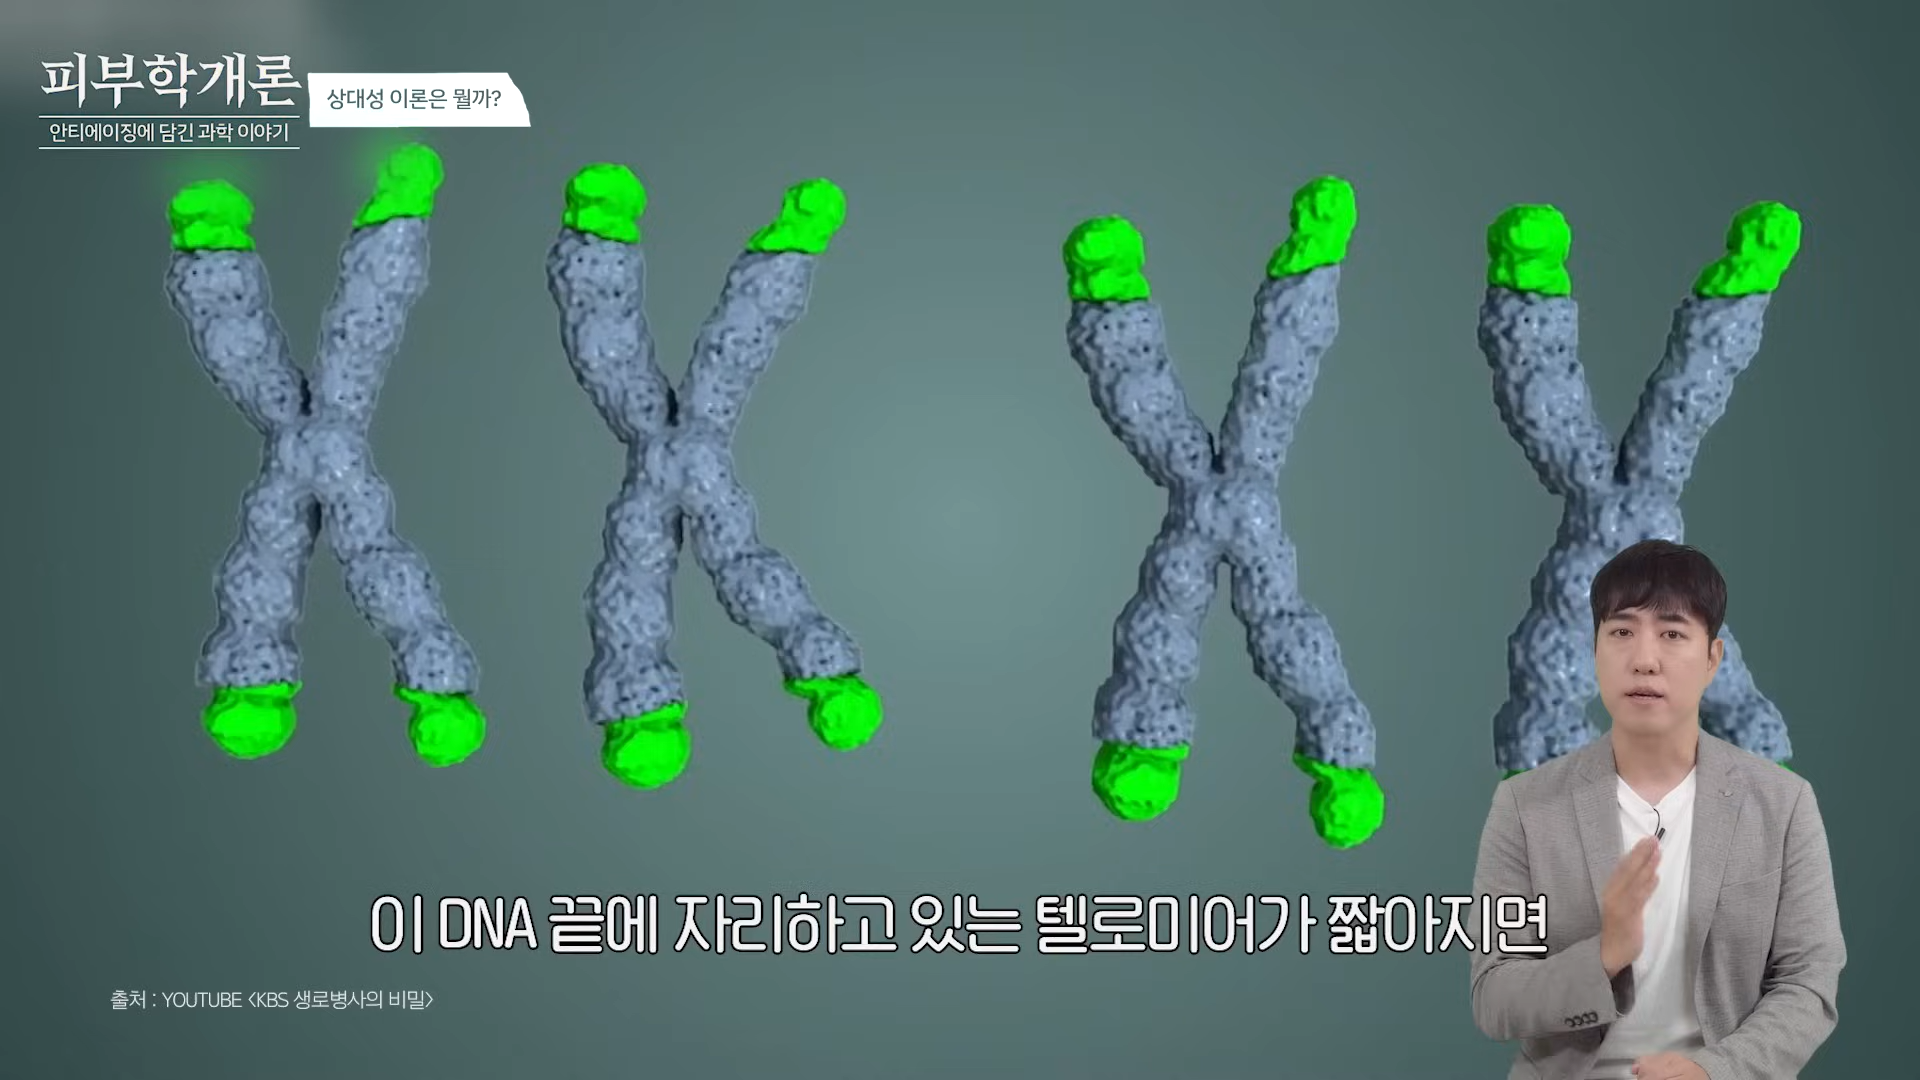 피부학개론
안티에이징에 담긴 과학 이야기
상대성 이론은 뭘까?
이 DNA 끝에 자리하고 있는 텔로미어가 짧아지면
출처 : YOUTUBE <KBS 생로병사의 비밀>